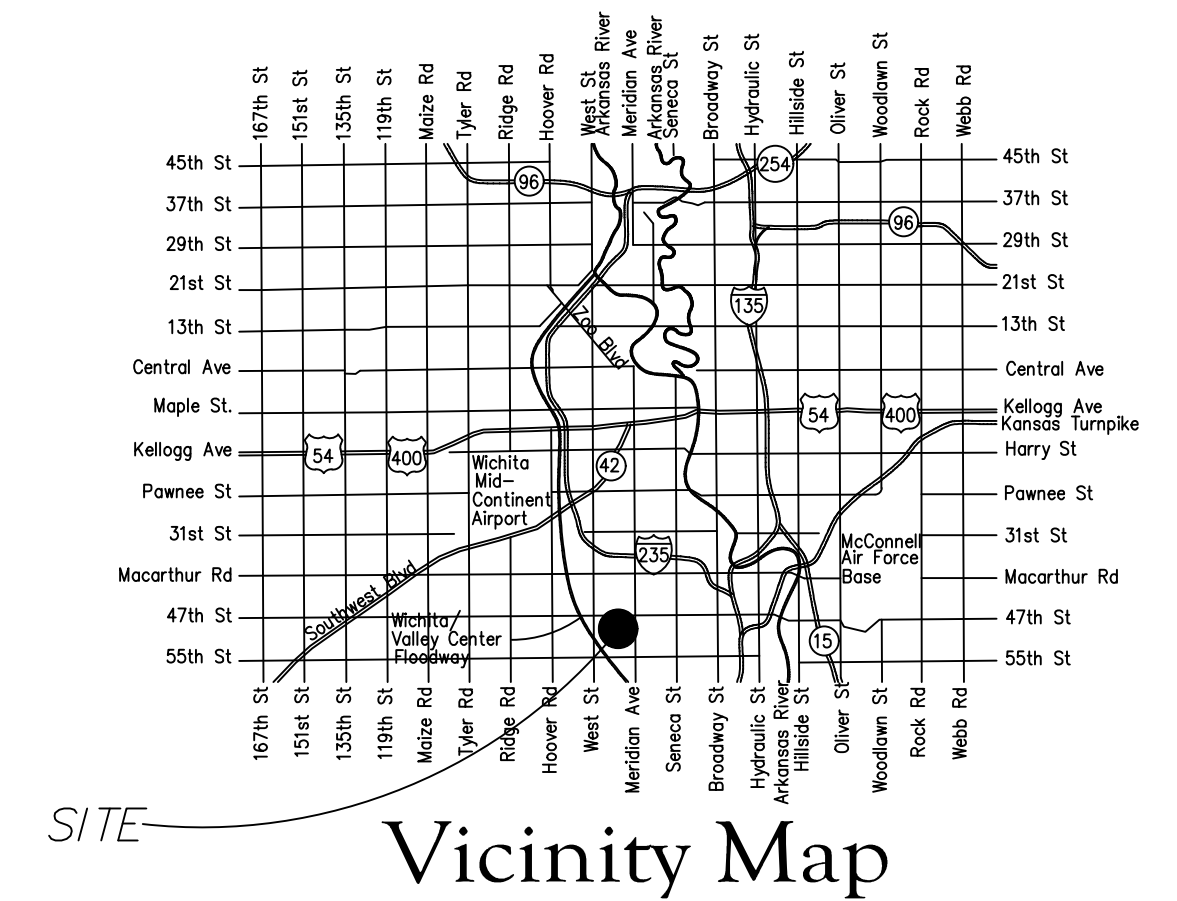 167th St
151st St
135th St
119th St
Maize Rd
Tyler Rd
Ridge Rd
Hoover Rd
West St
Arkansas River
Meridian Ave
Arkansas River
Seneca St
Broadway St
Hydraulic St
Hillside St
Oliver St
Woodlawn St
Rock Rd
Webb Rd
45th St
254
45th St
96
37th St
37th St
96
29th St
29th St
21st St
21st St
135
13th St
Zoo Blvd
13th St
Central Ave
Central Ave
Maple St.
54
400
Kellogg Ave
Kansas Turnpike
Kellogg Ave
54
400
42
Harry St
Wichita
Mid-
Continent
Airport
Pawnee St
Pawnee St
31st St
235
31st St
McConnell
Air Force
Base
Macarthur Rd
Macarthur Rd
Southwest Blvd
47th St
47th St
Wichita/
Valley Center
Floodway
15
55th St
55th St
167th St
151st St
135th St
119th St
Maize Rd
Tyler Rd
Ridge Rd
Hoover Rd
West St
Meridian Ave
Seneca St
Broadway St
Hydraulic St
Arkansas River
Hillside St
Oliver St
Woodlawn St
Rock Rd
Webb Rd
SITE
Vicinity Map